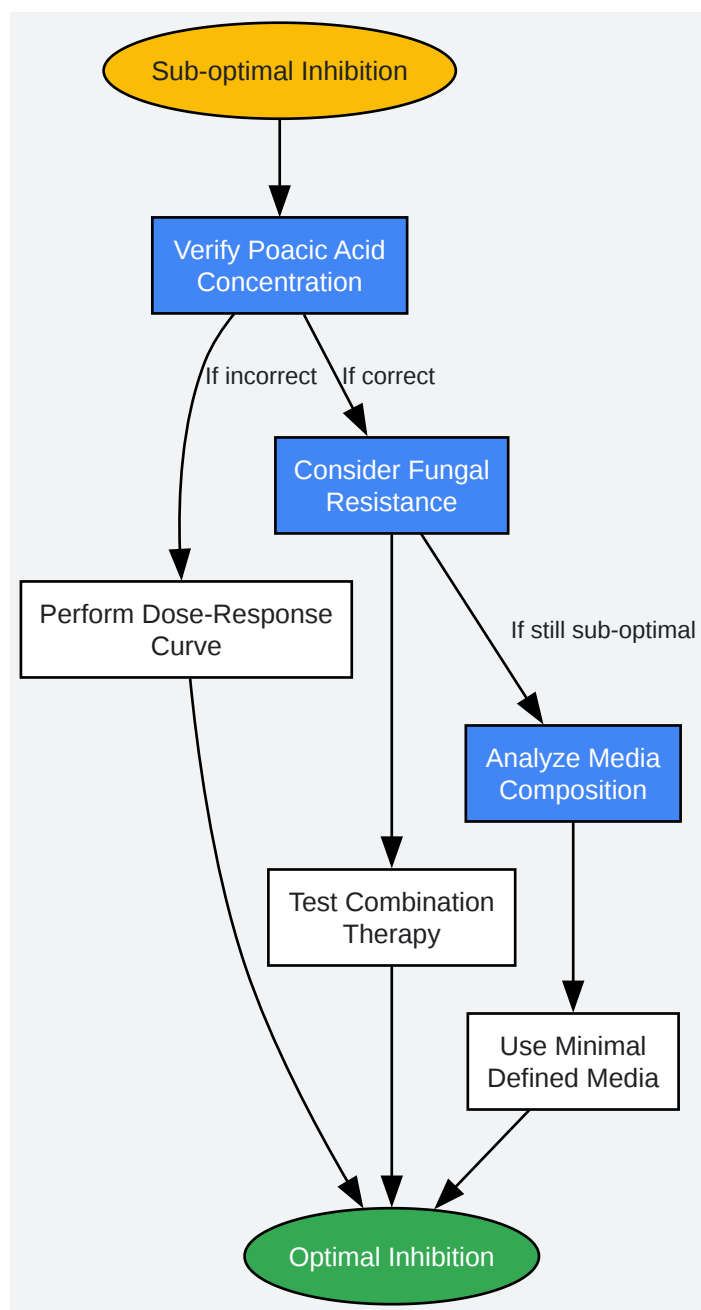 Sub-optimal Inhibition
Verify Poacic Acid
Concentration
If incorrect
If correct
Consider Fungal
Resistance
Perform Dose-Response
Curve
If still sub-optimal
Analyze Media
Composition
Test Combination
Therapy
Use Minimal
Defined Media
Optimal Inhibition